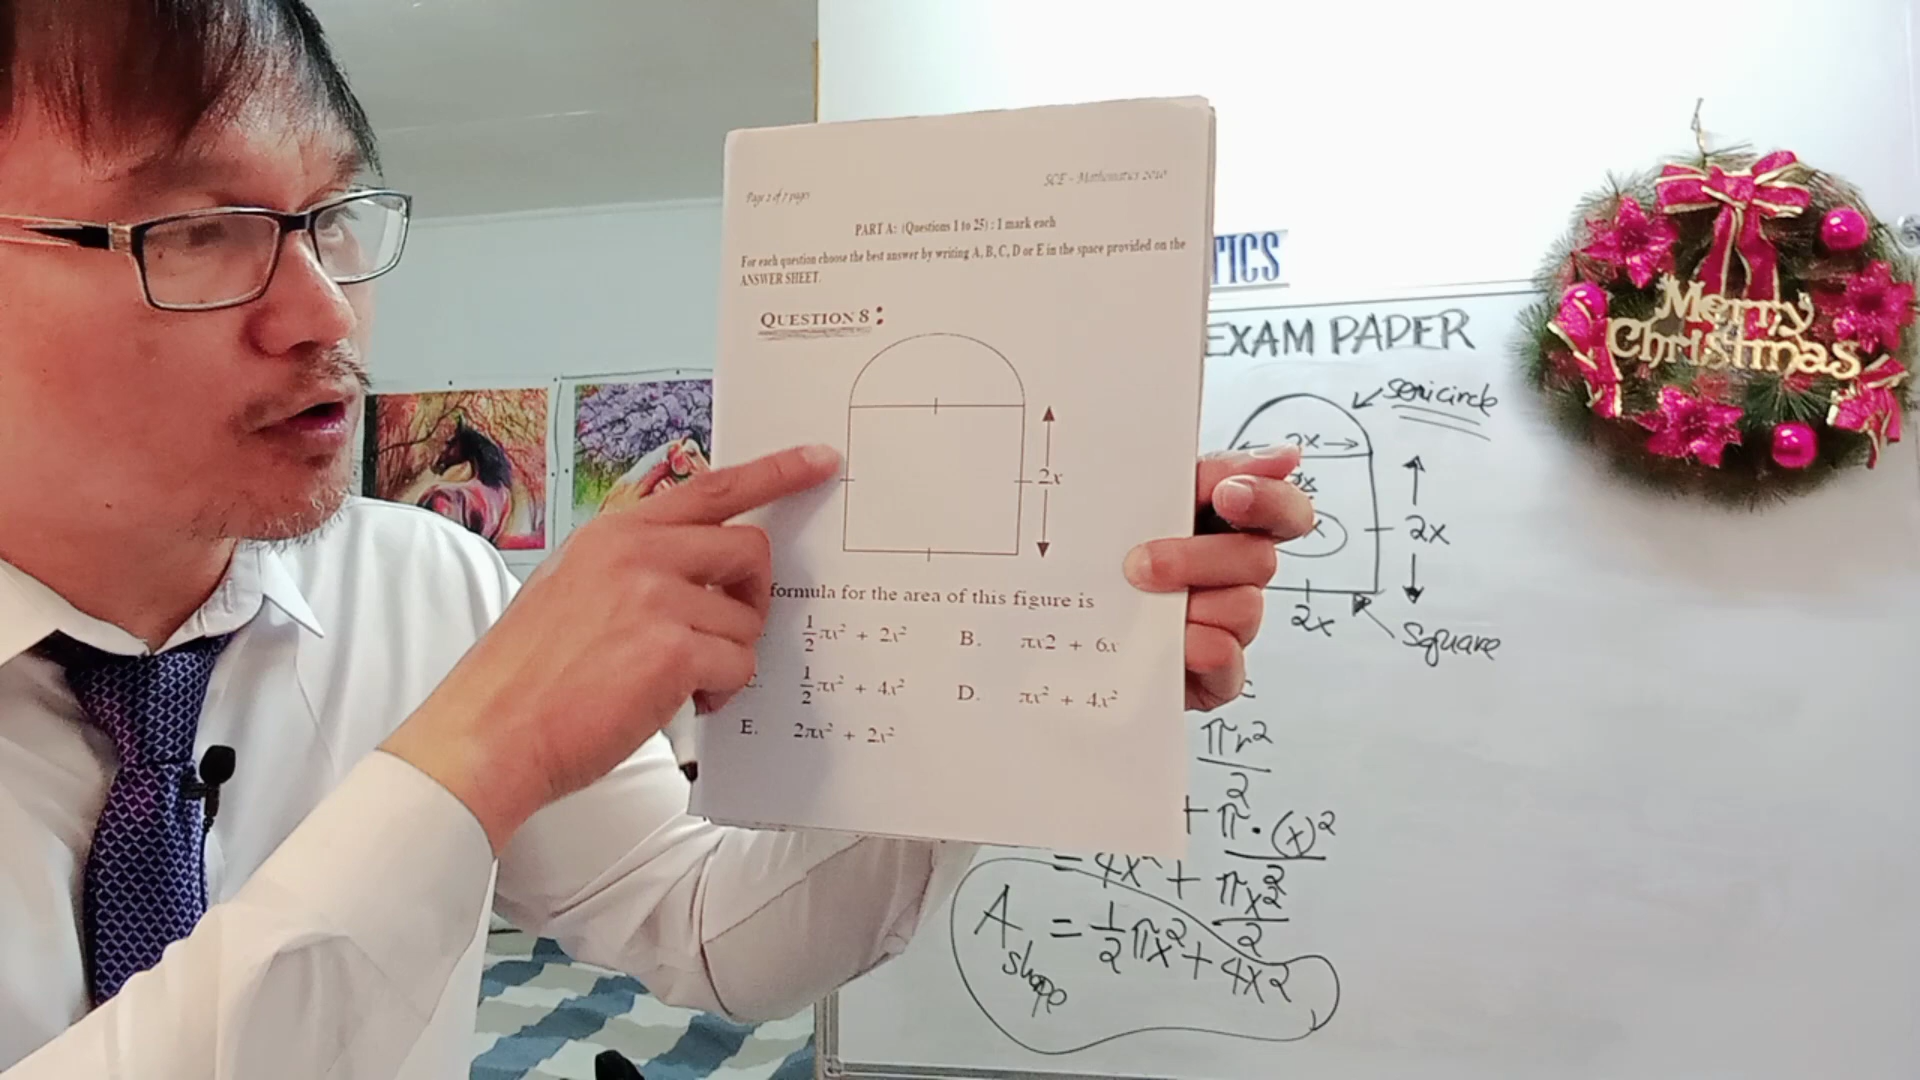 Page 2 of 7 pages
SCE - Mathematics 2010
PART A: (Questions 1 to 25) : 1 mark each
For each question choose the best answer by writing A, B, C, D or E in the space provided on the
ANSWER SHEET.
QUESTION 8:
2x
formula for the area of this figure is
1/2 πx² + 2x²
B. πx2 + 6x
1/2 πx² + 4x²
D. πx² + 4x²
E. 2πx² + 2x²
TICS
EXAM PAPER
semicircle
2x
2x
2x
square
πr²/2
+ π·(x)²/2
= 4x² + πx²/2
A shape = 1/2 πx² + 4x²
Merry
Christmas